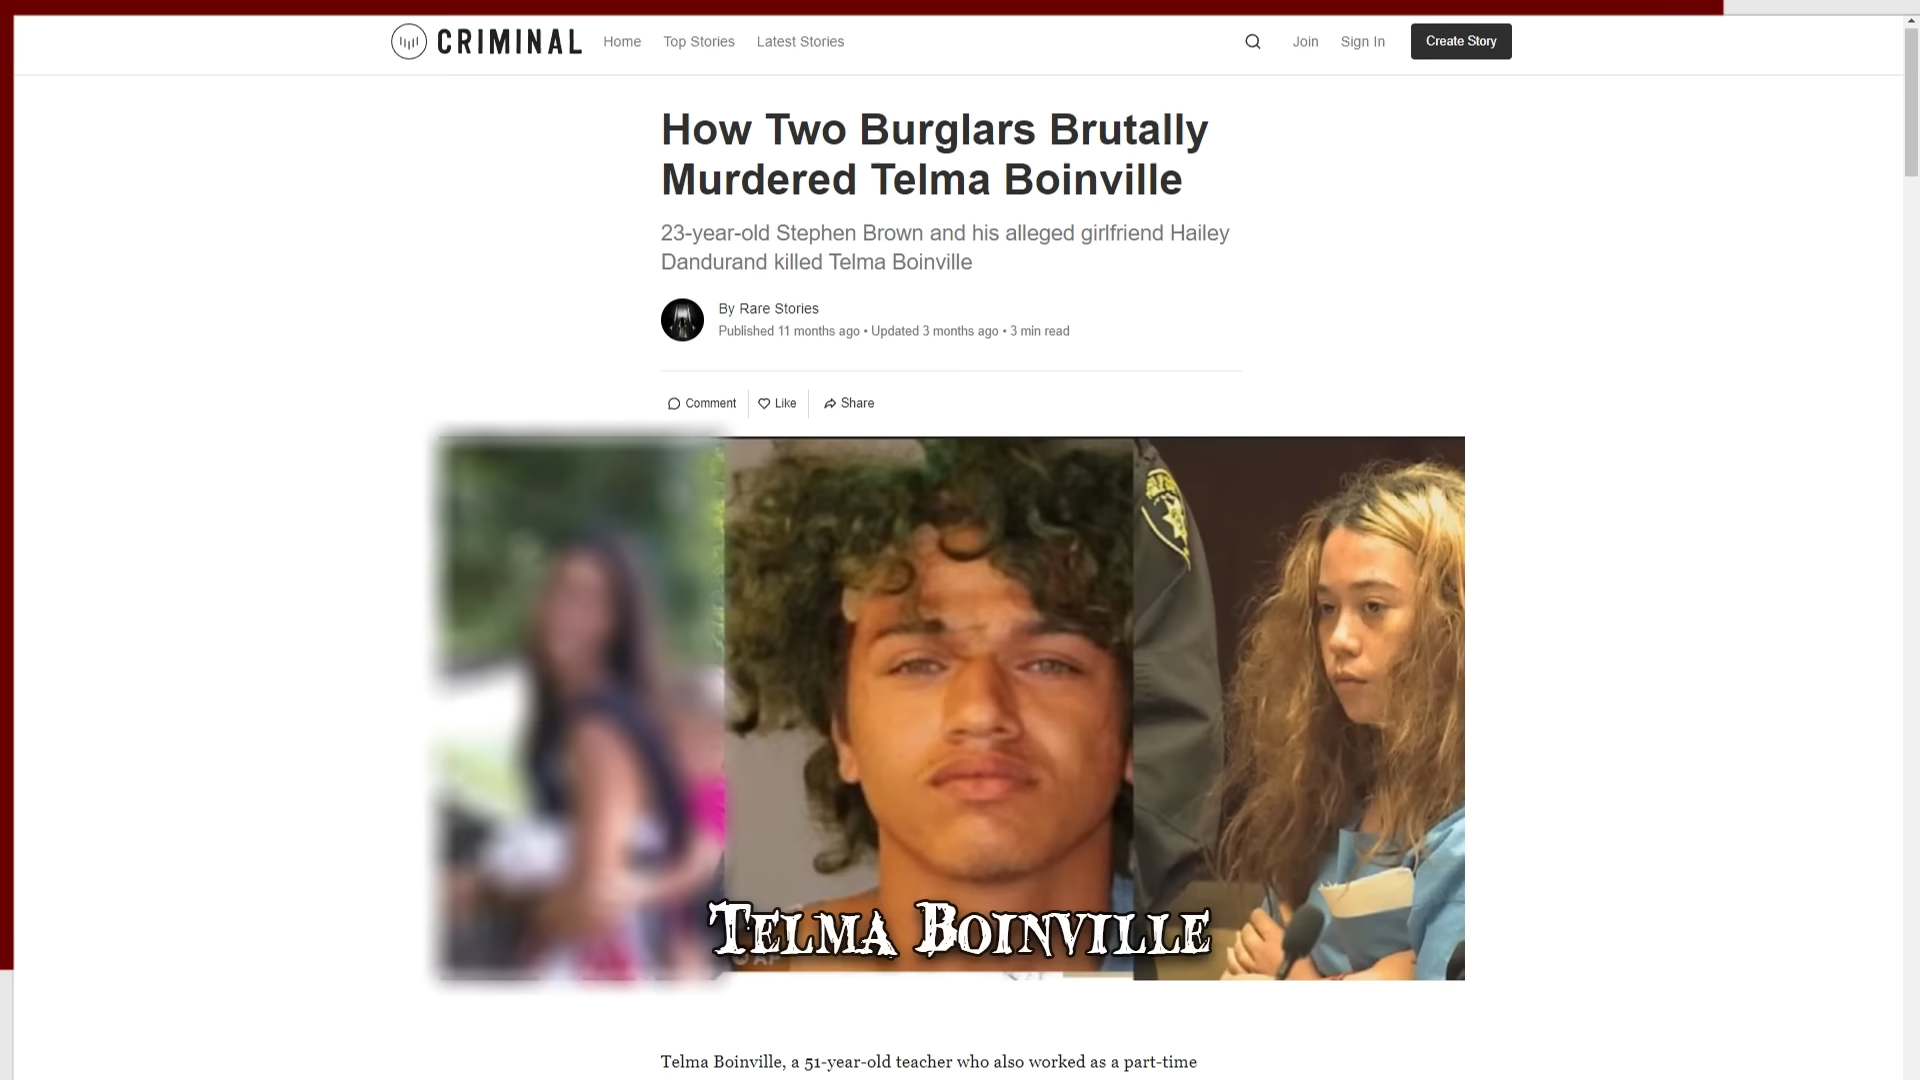 CRIMINAL Home Top Stories Latest Stories Join Sign In Create Story
How Two Burglars Brutally
Murdered Telma Boinville
23-year-old Stephen Brown and his alleged girlfriend Hailey
Dandurand killed Telma Boinville
By Rare Stories
Published 11 months ago • Updated 3 months ago • 3 min read
Comment Like Share
TELMA BOINVILLE
AP
Telma Boinville, a 51-year-old teacher who also worked as a part-time